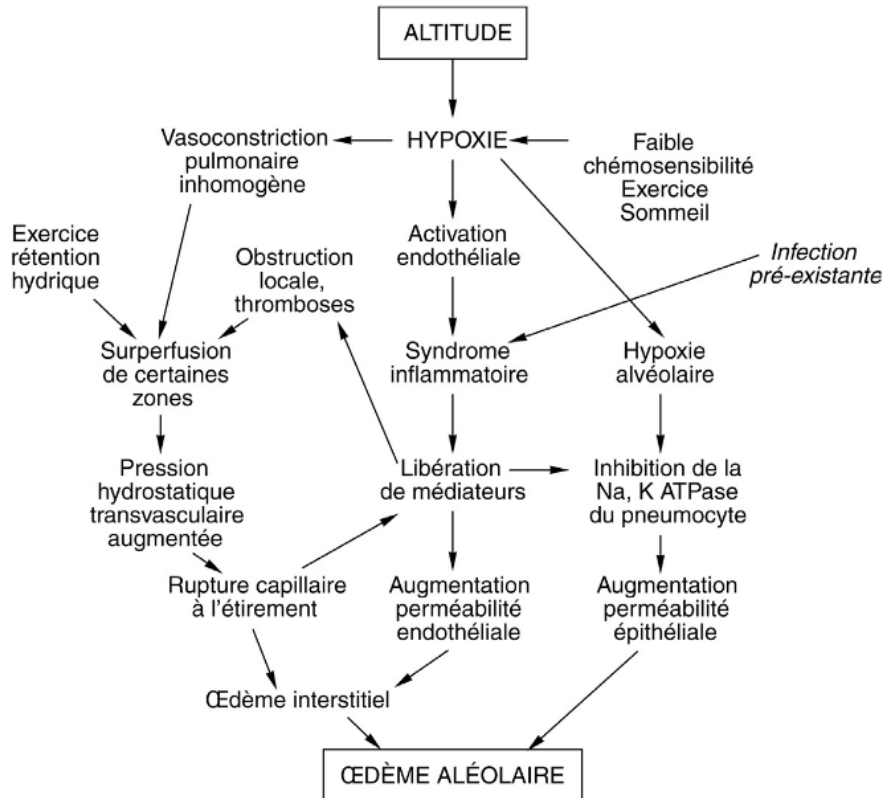 ALTITUDE
Vasoconstriction
pulmonaire
inhomogène
HYPOXIE
Faible
chémosensibilité
Exercice
Sommeil
Exercice
rétention
hydrique
Obstruction
locale,
thromboses
Activation
endothéliale
Infection
pré-existante
Surperfusion
de certaines
zones
Syndrome
inflammatoire
Hypoxie
alvéolaire
Pression
hydrostatique
transvasculaire
augmentée
Libération
de médiateurs
Inhibition de la
Na, K ATPase
du pneumocyte
Rupture capillaire
à l'étirement
Augmentation
perméabilité
endothéliale
Augmentation
perméabilité
épithéliale
Œdème interstitiel
ŒDÈME ALÉOLAIRE